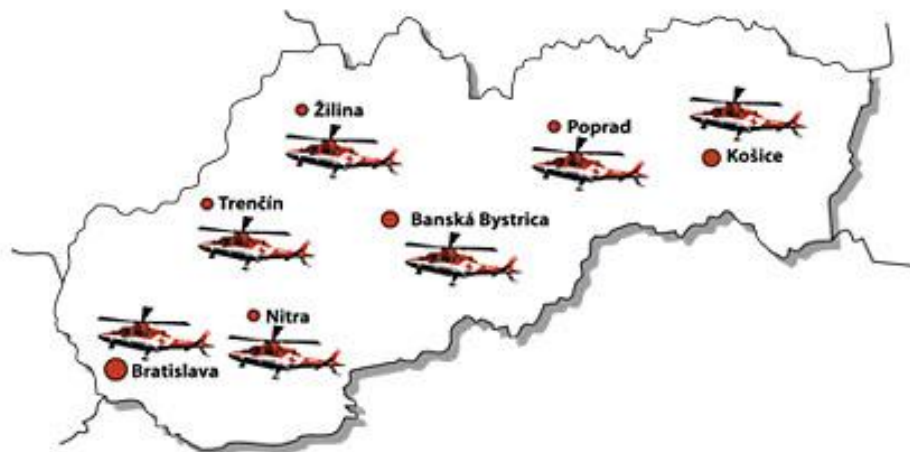 Žilina
Poprad
Košice
Trenčín
Banská Bystrica
Nitra
Bratislava